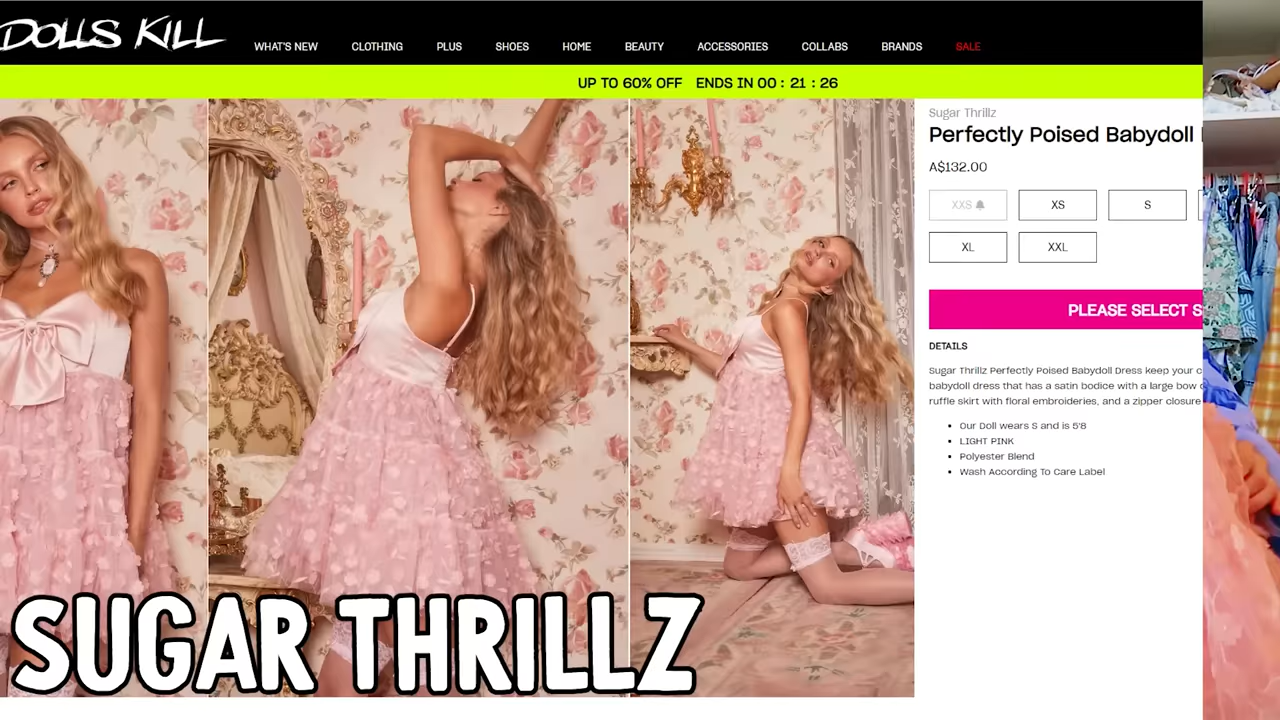 DOLLS KILL
WHAT'S NEW CLOTHING PLUS SHOES HOME BEAUTY ACCESSORIES COLLABS BRANDS SALE
UP TO 60% OFF ENDS IN 00 : 21 : 26
Sugar Thrillz
Perfectly Poised Babydoll
A$132.00
XXS XS S
XL XXL
PLEASE SELECT S
DETAILS
Sugar Thrillz Perfectly Poised Babydoll Dress keep your c
babydoll dress that has a satin bodice with a large bow
ruffle skirt with floral embroideries, and a zipper closure
• Our Doll wears S and is 5'8
• LIGHT PINK
• Polyester Blend
• Wash According To Care Label
SUGAR THRILLZ